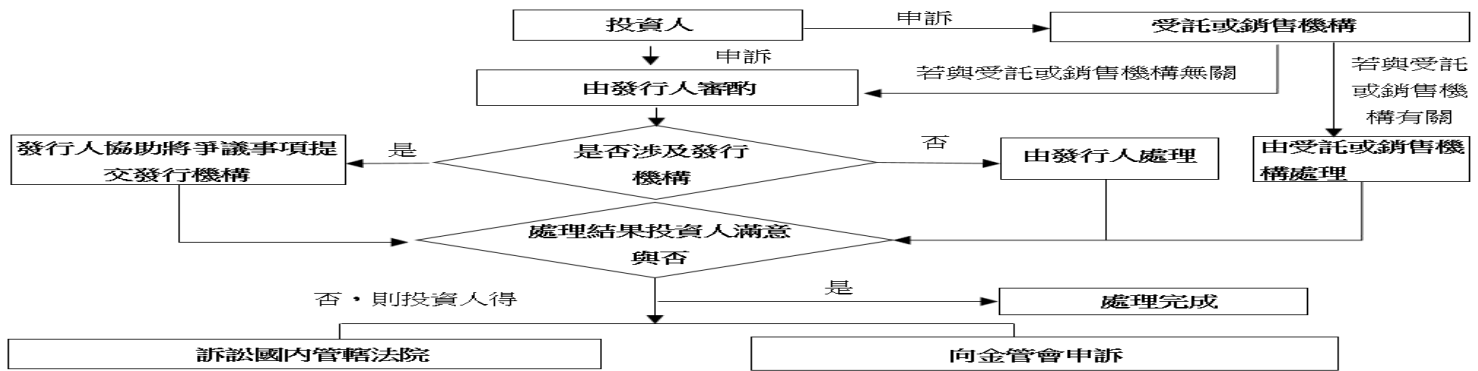 投資人
申訴
受託或銷售機構
申訴
若與受託或銷售機構無關
若與受託
或銷售機
構有關
由發行人審酌
發行人協助將爭議事項提
交發行機構
是
是否涉及發行
機構
否
由發行人處理
由受託或銷售機
構處理
處理結果投資人滿意
與否
否，則投資人得
是
處理完成
訴訟國內管轄法院
向金管會申訴